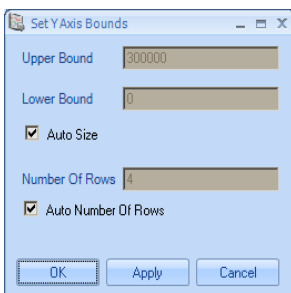 Set Y Axis Bounds
Upper Bound 300000
Lower Bound 0
Auto Size
Number Of Rows 4
Auto Number Of Rows
OK Apply Cancel